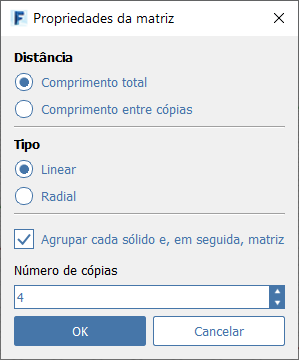 Propriedades da matriz
Distância
Comprimento total
Comprimento entre cópias
Tipo
Linear
Radial
Agrupar cada sólido e, em seguida, matriz
Número de cópias
4
OK
Cancelar